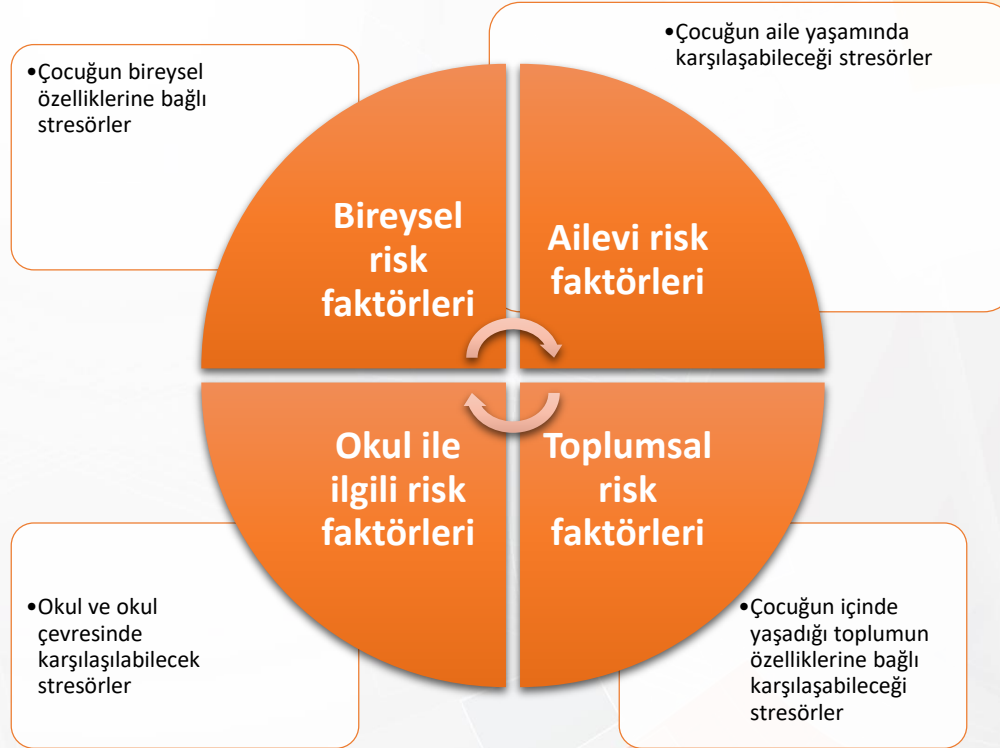 •Çocuğun bireysel
özelliklerine bağlı
stresörler
•Çocuğun aile yaşamında
karşılaşabileceği stresörler
Bireysel
risk
faktörleri
Ailevi risk
faktörleri
Okul ile
ilgili risk
faktörleri
Toplumsal
risk
faktörleri
•Okul ve okul
çevresinde
karşılaşılabilecek
stresörler
•Çocuğun içinde
yaşadığı toplumun
özelliklerine bağlı
karşılaşabileceği
stresörler